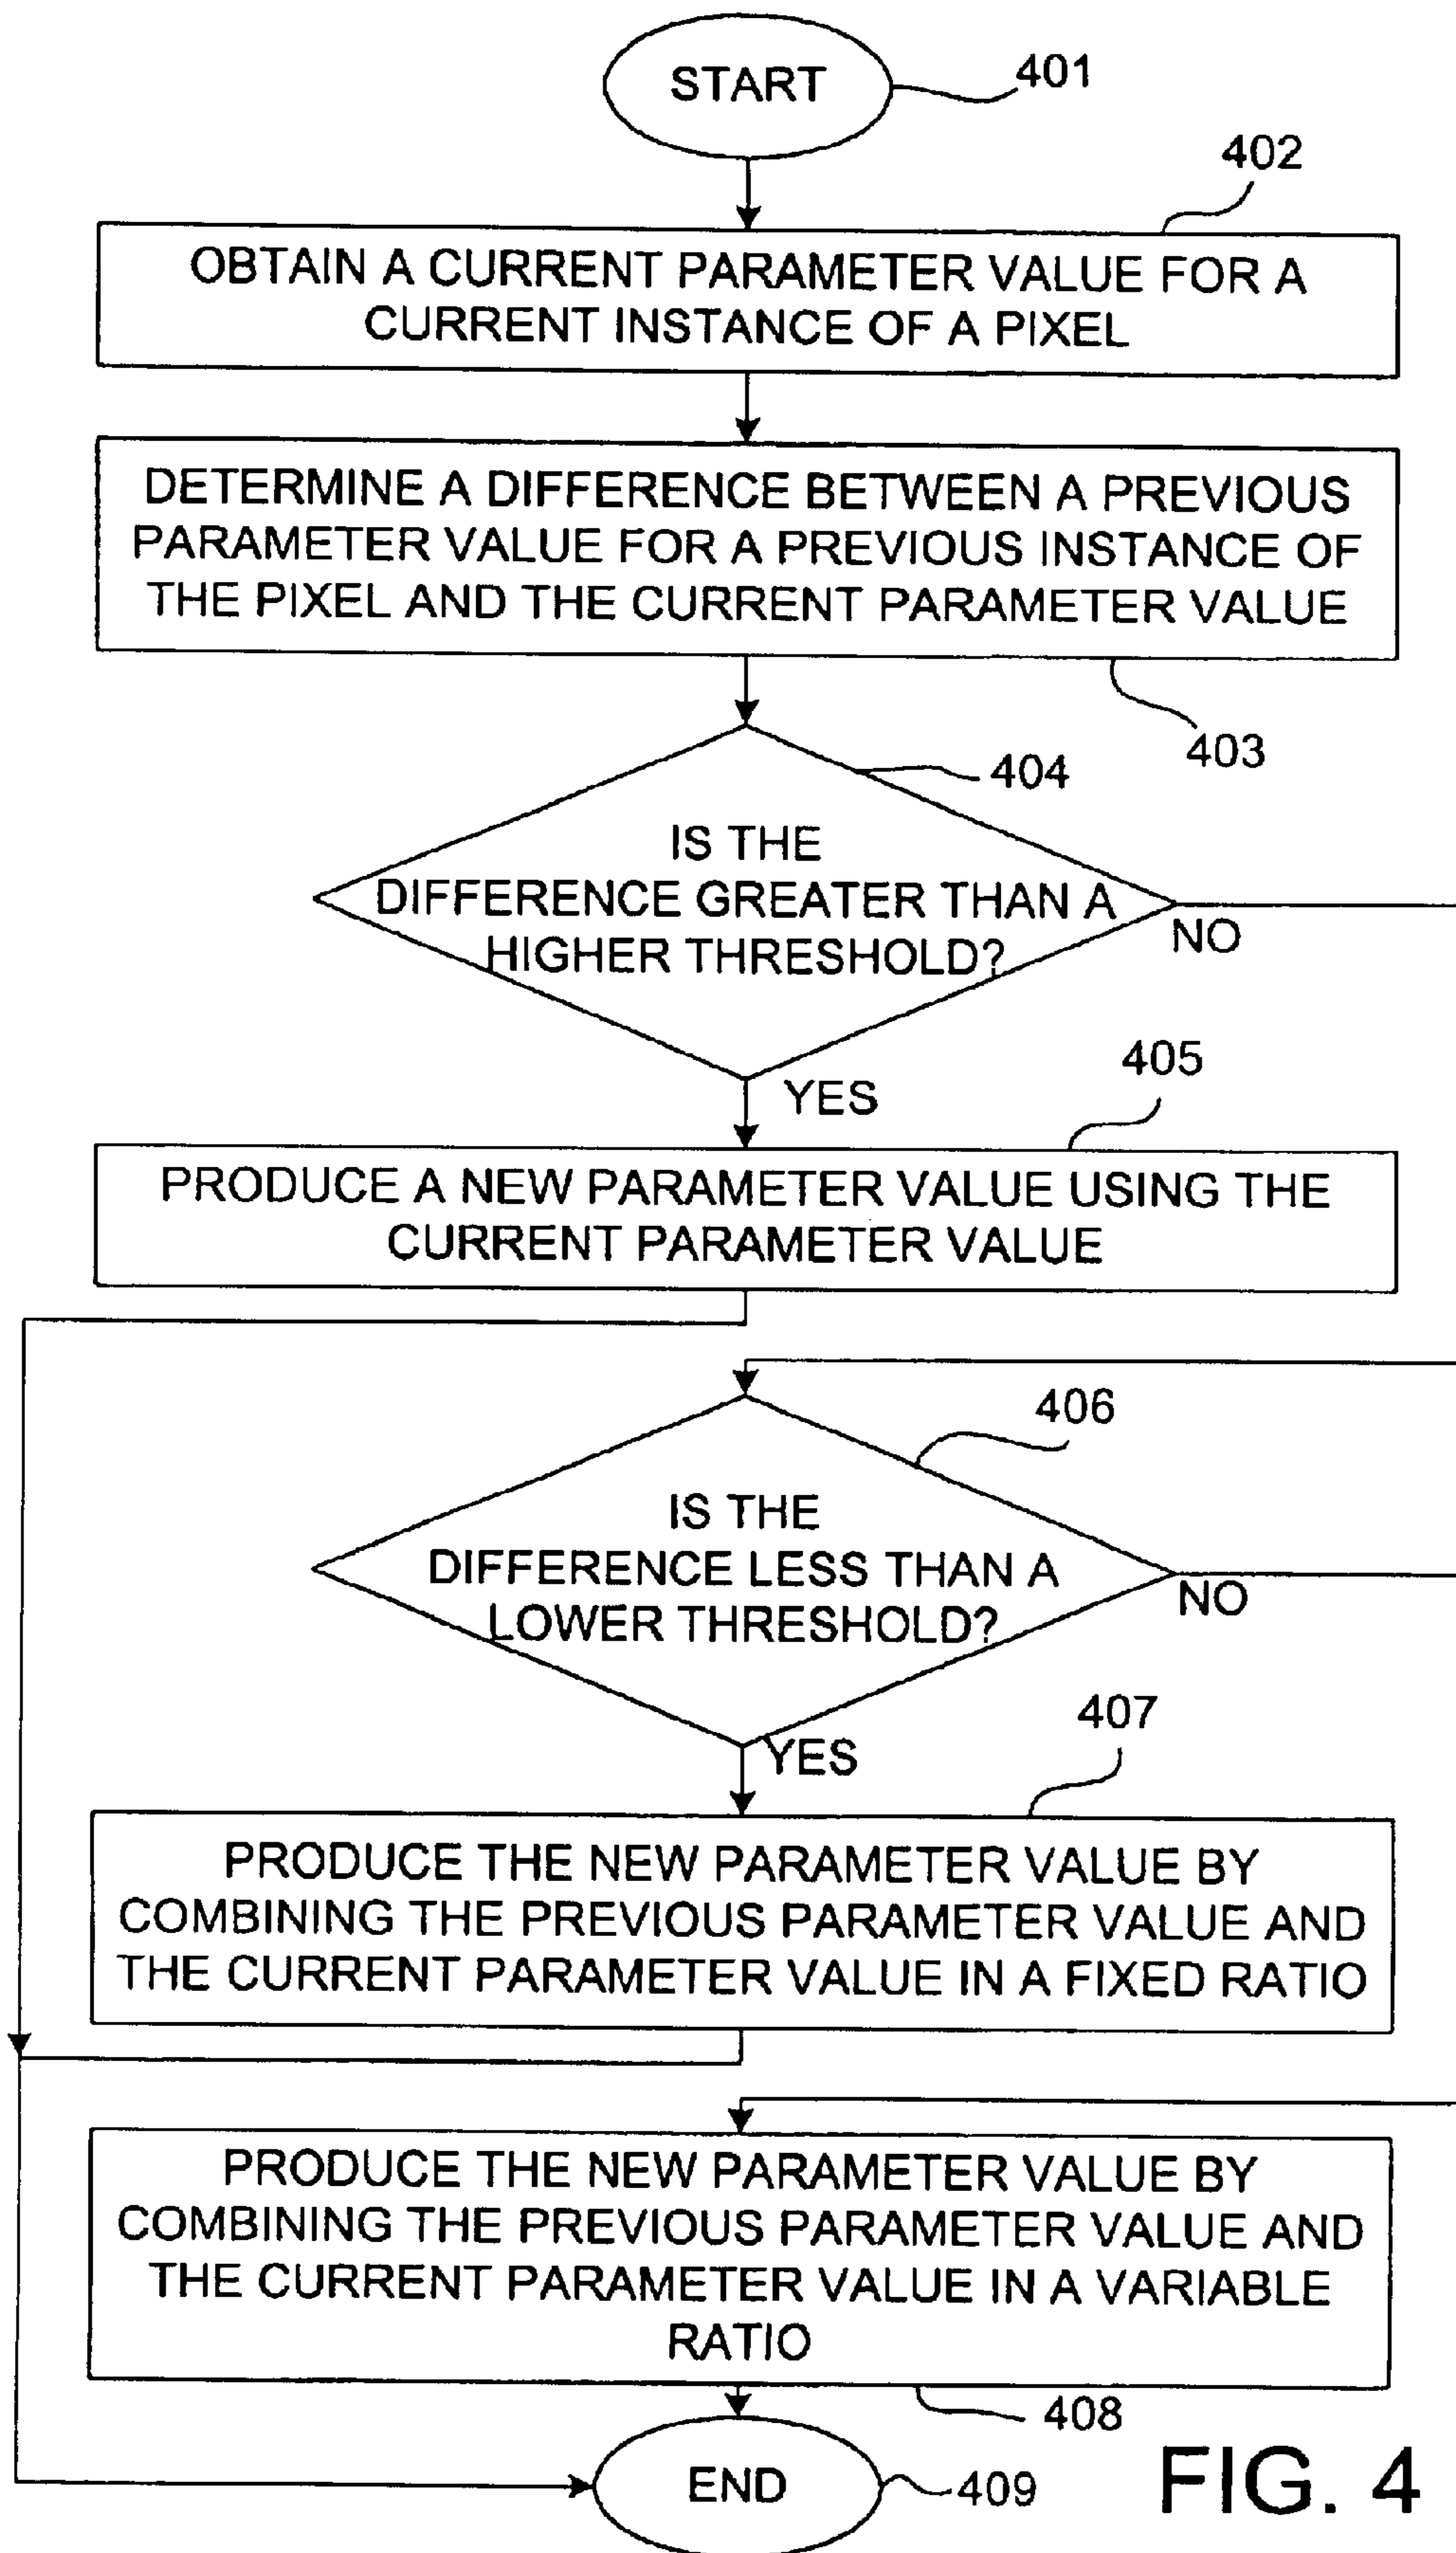 START
401
402
OBTAIN A CURRENT PARAMETER VALUE FOR A
CURRENT INSTANCE OF A PIXEL
DETERMINE A DIFFERENCE BETWEEN A PREVIOUS
PARAMETER VALUE FOR A PREVIOUS INSTANCE OF
THE PIXEL AND THE CURRENT PARAMETER VALUE
403
404
IS THE
DIFFERENCE GREATER THAN A
HIGHER THRESHOLD?
NO
YES
405
PRODUCE A NEW PARAMETER VALUE USING THE
CURRENT PARAMETER VALUE
406
IS THE
DIFFERENCE LESS THAN A
LOWER THRESHOLD?
NO
YES
407
PRODUCE THE NEW PARAMETER VALUE BY
COMBINING THE PREVIOUS PARAMETER VALUE AND
THE CURRENT PARAMETER VALUE IN A FIXED RATIO
PRODUCE THE NEW PARAMETER VALUE BY
COMBINING THE PREVIOUS PARAMETER VALUE AND
THE CURRENT PARAMETER VALUE IN A VARIABLE
RATIO
408
END
409
FIG. 4